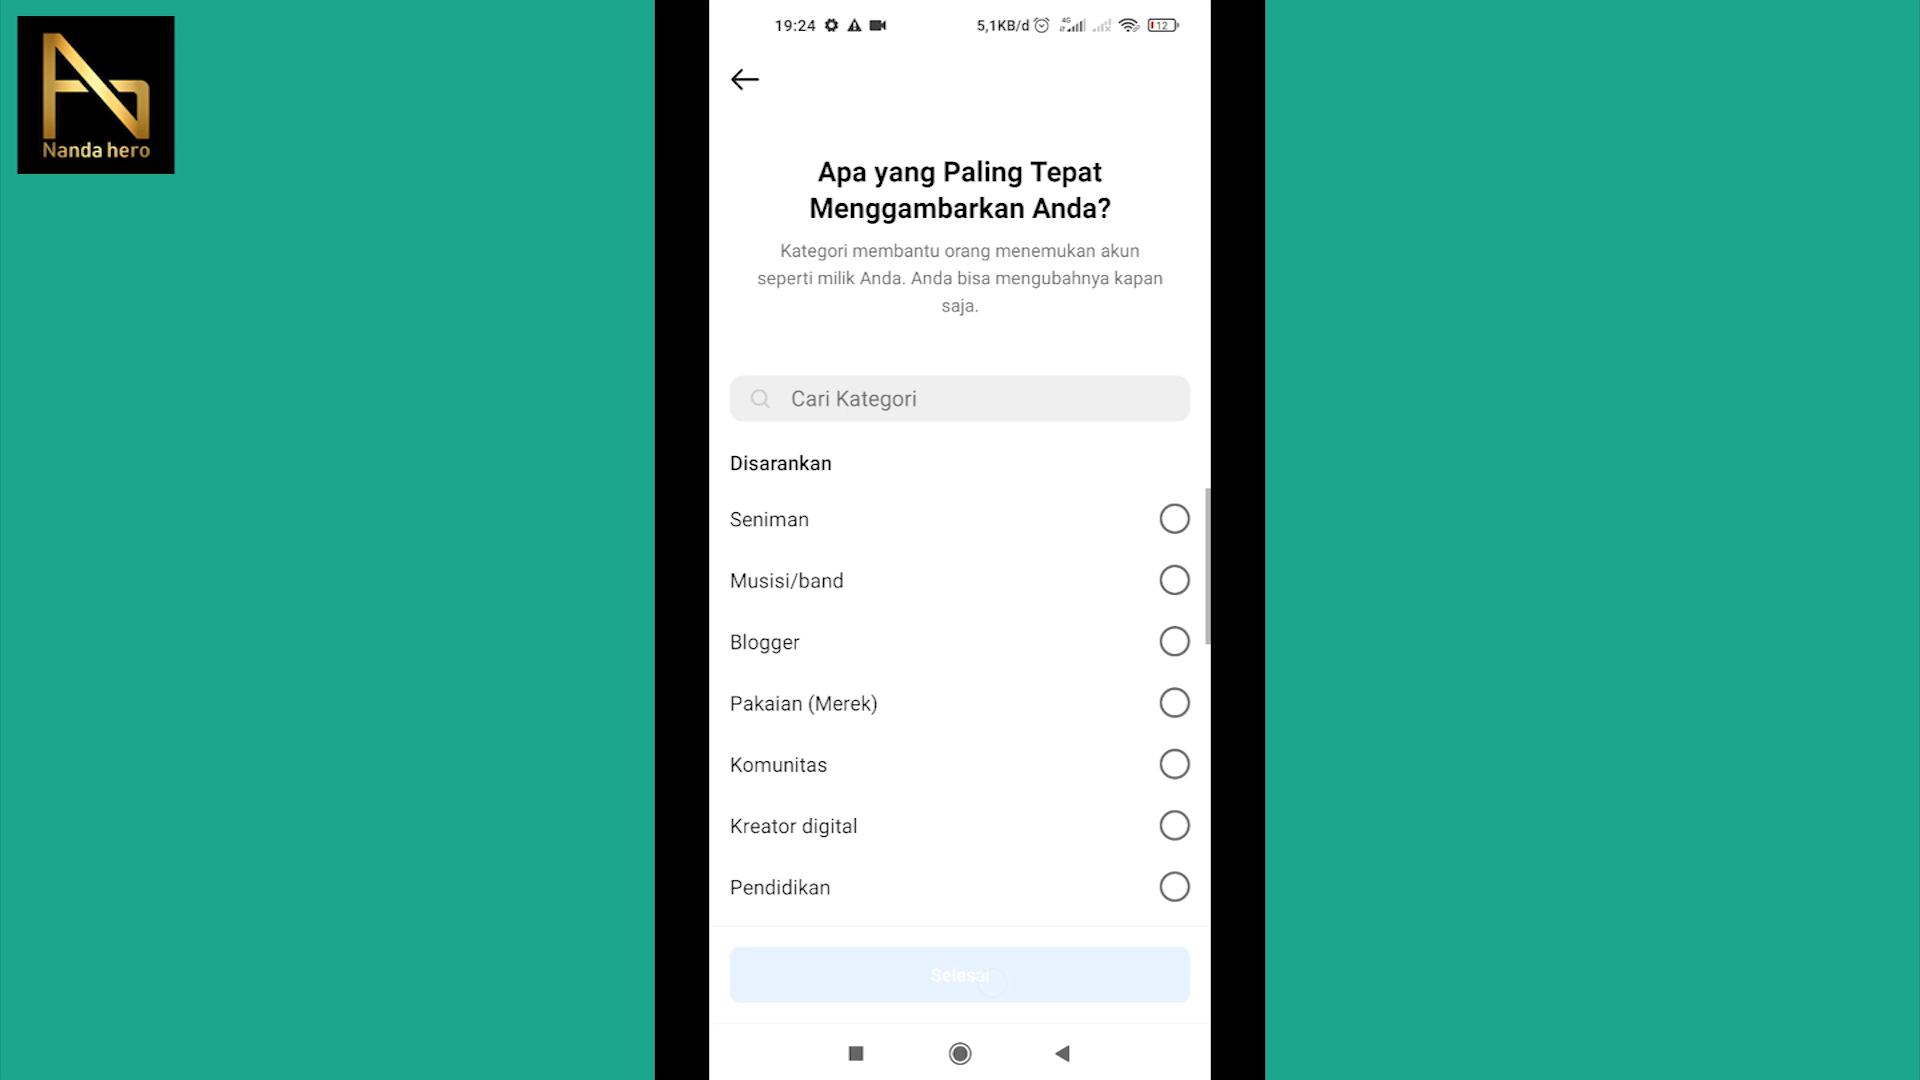 Nanda hero
19:24
5,1KB/d
4G
12
Apa yang Paling Tepat
Menggambarkan Anda?
Kategori membantu orang menemukan akun
seperti milik Anda. Anda bisa mengubahnya kapan
saja.
Cari Kategori
Disarankan
Seniman
Musisi/band
Blogger
Pakaian (Merek)
Komunitas
Kreator digital
Pendidikan
Selesai